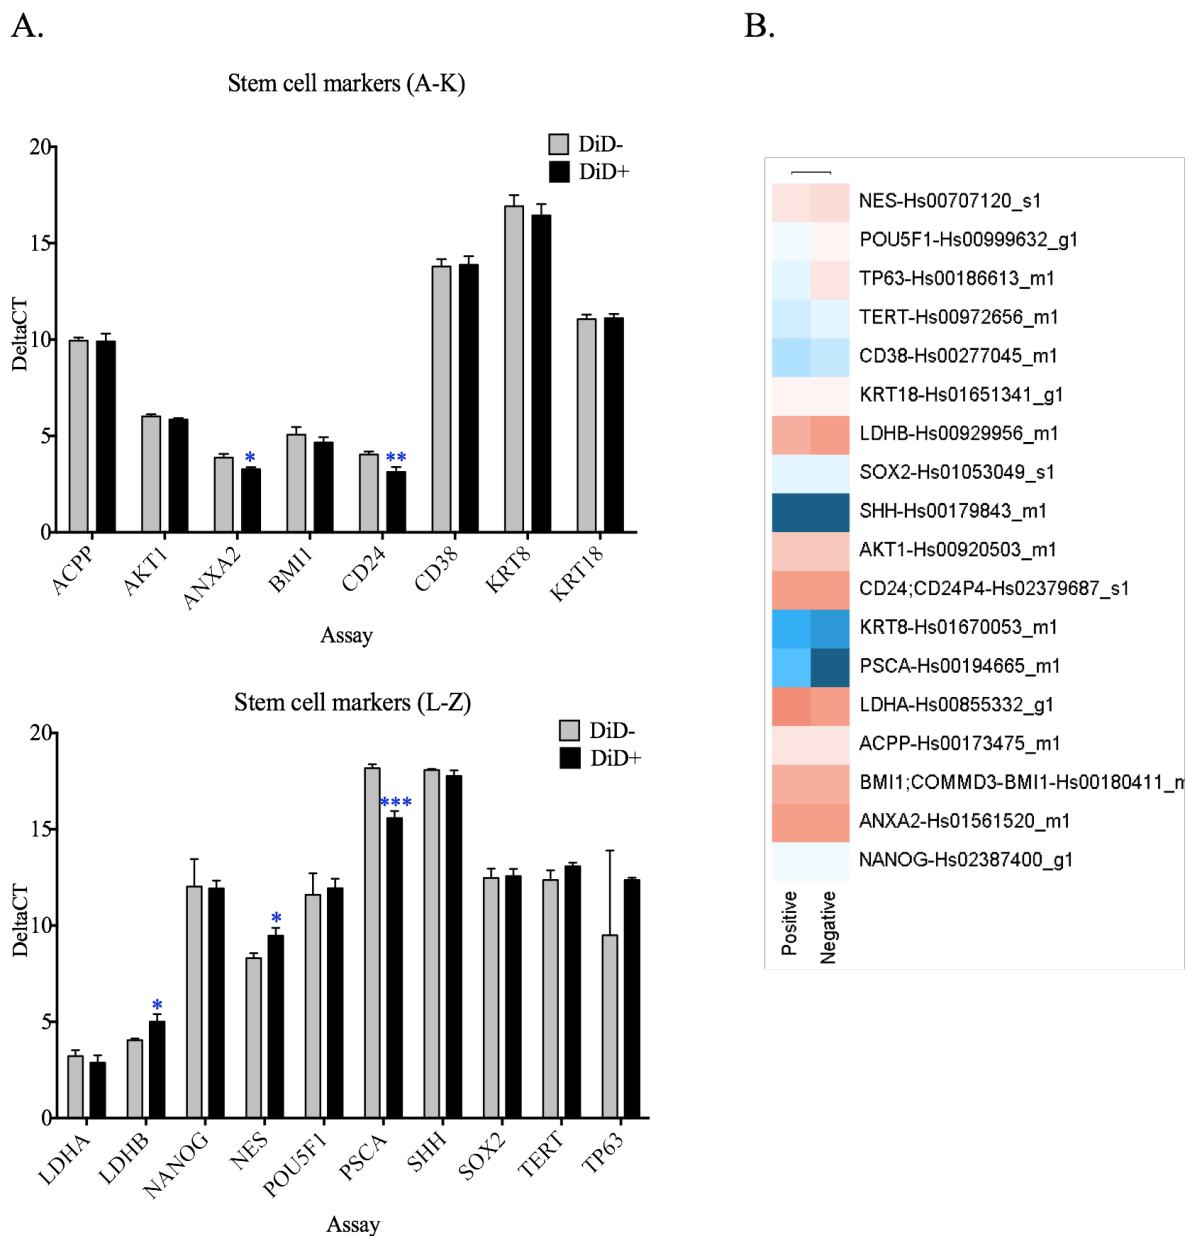 A.
Stem cell markers (A-K)
DiD-
DiD+
20
15
10
5
0
DeltaCT
*
**
ACPP
AKT1
ANXA2
BMI1
CD24
CD38
KRT8
KRT18
Assay
Stem cell markers (L-Z)
DiD-
DiD+
20
15
10
5
0
DeltaCT
*
*
***
LDHA
LDHB
NANOG
NES
POU5F1
PSCA
SHH
SOX2
TERT
TP63
Assay
B.
NES-Hs00707120_s1
POU5F1-Hs00999632_g1
TP63-Hs00186613_m1
TERT-Hs00972656_m1
CD38-Hs00277045_m1
KRT18-Hs01651341_g1
LDHB-Hs00929956_m1
SOX2-Hs01053049_s1
SHH-Hs00179843_m1
AKT1-Hs00920503_m1
CD24;CD24P4-Hs02379687_s1
KRT8-Hs01670053_m1
PSCA-Hs00194665_m1
LDHA-Hs00855332_g1
ACPP-Hs00173475_m1
BMI1;COMMD3-BMI1-Hs00180411_m
ANXA2-Hs01561520_m1
NANOG-Hs02387400_g1
Positive
Negative